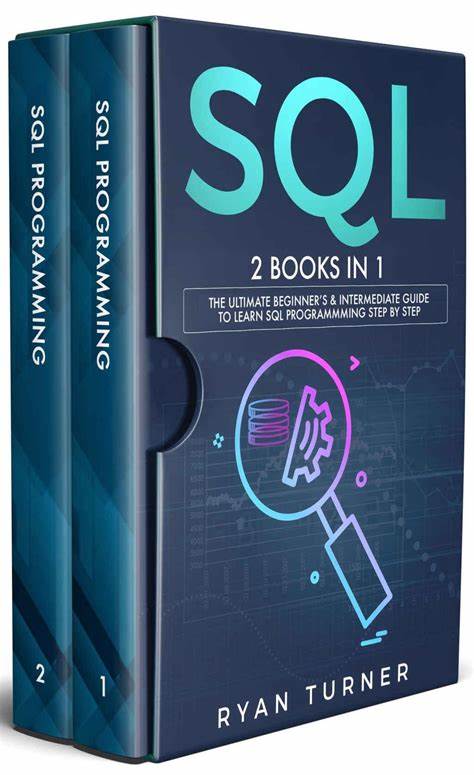 SQL
2 BOOKS IN 1
THE ULTIMATE BEGINNER'S & INTERMEDIATE GUIDE
TO LEARN SQL PROGRAMMMING STEP BY STEP
RYAN TURNER
SQL PROGRAMMING
2
SQL PROGRAMMING
1